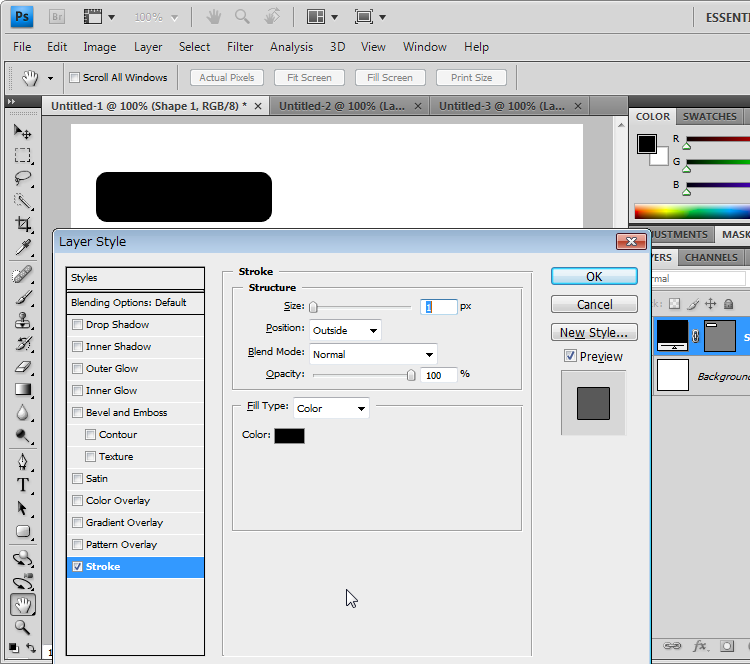 Ps Br 100% ESSENTI
File Edit Image Layer Select Filter Analysis 3D View Window Help
Scroll All Windows Actual Pixels Fit Screen Fill Screen Print Size
Untitled-1 @ 100% (Shape 1, RGB/8) * × Untitled-2 @ 100% (La... × Untitled-3 @ 100% (La... ×
COLOR SWATCHES
R
G
B
Layer Style
JUSTMENTS MASK
YERS CHANNELS
rmal
k:
S
Background
Styles
Blending Options: Default
Drop Shadow
Inner Shadow
Outer Glow
Inner Glow
Bevel and Emboss
Contour
Texture
Satin
Color Overlay
Gradient Overlay
Pattern Overlay
Stroke
Stroke
Structure
Size: 1 px
Position: Outside
Blend Mode: Normal
Opacity: 100 %
Fill Type: Color
Color:
OK
Cancel
New Style...
Preview
T
1
fx.